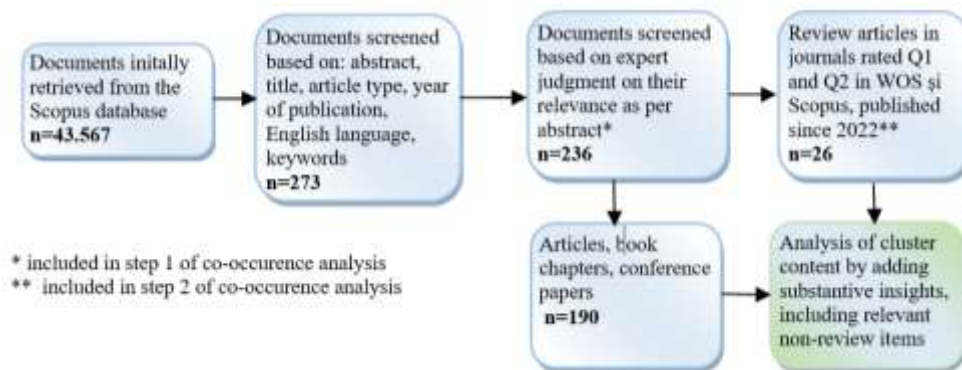 Documents initally
retrieved from the
Scopus database
n=43.567
Documents screened
based on: abstract,
title, article type, year
of publication,
English language,
keywords
n=273
Documents screened
based on expert
judgment on their
relevance as per
abstract*
n=236
Review articles in
journals rated Q1
and Q2 in WOS și
Scopus, published
since 2022**
n=26
Articles, book
chapters, conference
papers
n=190
Analysis of cluster
content by adding
substantive insights,
including relevant
non-review items
* included in step 1 of co-occurence analysis
** included in step 2 of co-occurence analysis